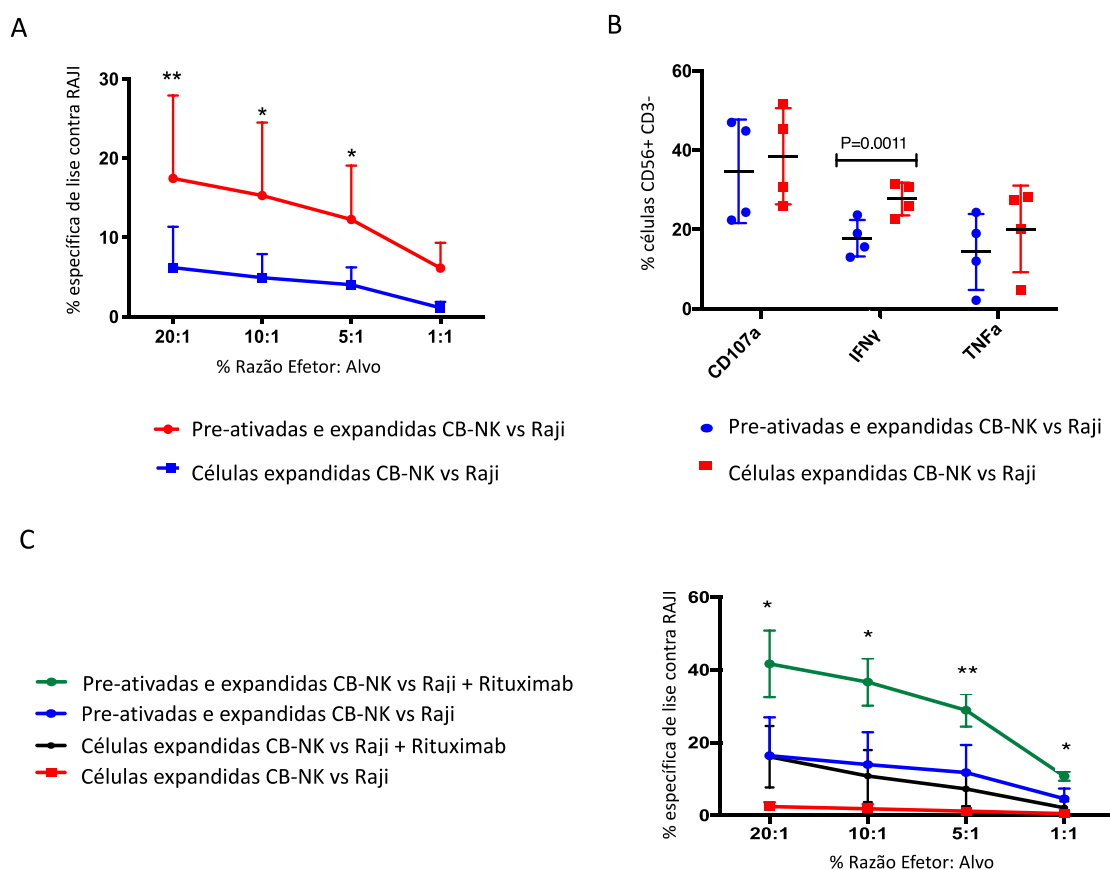 A
% específica de lise contra RAJI
30
20
10
0
**
*
*
20:1 10:1 5:1 1:1
% Razão Efetor: Alvo
Pre-ativadas e expandidas CB-NK vs Raji
Células expandidas CB-NK vs Raji
B
% células CD56+ CD3-
60
40
20
0
P=0.0011
CD107a IFNγ TNFa
Pre-ativadas e expandidas CB-NK vs Raji
Células expandidas CB-NK vs Raji
C
Pre-ativadas e expandidas CB-NK vs Raji + Rituximab
Pre-ativadas e expandidas CB-NK vs Raji
Células expandidas CB-NK vs Raji + Rituximab
Células expandidas CB-NK vs Raji
% específica de lise contra RAJI
60
40
20
0
*
*
**
*
20:1 10:1 5:1 1:1
% Razão Efetor: Alvo